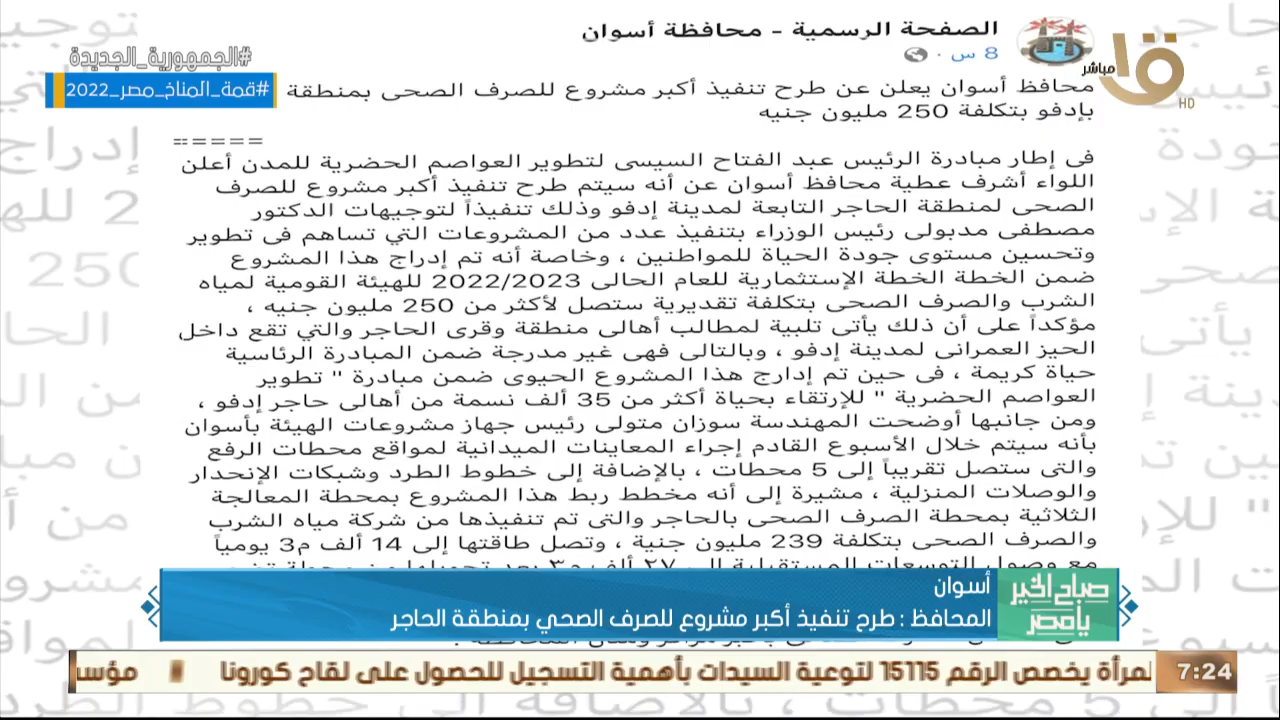 الصفحة الرسمية - محافظة أسوان
8 س ·
مباشر
HD
#الجمهورية_الجديدة
#قمة_المناخ_مصر_2022
محافظ أسوان يعلن عن طرح تنفيذ أكبر مشروع للصرف الصحى بمنطقة
بإدفو بتكلفة 250 مليون جنيه
=====
فى إطار مبادرة الرئيس عبد الفتاح السيسى لتطوير العواصم الحضرية للمدن أعلن
اللواء أشرف عطية محافظ أسوان عن أنه سيتم طرح تنفيذ أكبر مشروع للصرف
الصحى لمنطقة الحاجر التابعة لمدينة إدفو وذلك تنفيذاً لتوجيهات الدكتور
مصطفى مدبولى رئيس الوزراء بتنفيذ عدد من المشروعات التي تساهم فى تطوير
وتحسين مستوى جودة الحياة للمواطنين ، وخاصة أنه تم إدراج هذا المشروع
ضمن الخطة الخطة الإستثمارية للعام الحالى 2022/2023 للهيئة القومية لمياه
الشرب والصرف الصحى بتكلفة تقديرية ستصل لأكثر من 250 مليون جنيه ،
مؤكداً على أن ذلك يأتى تلبية لمطالب أهالى منطقة وقرى الحاجر والتي تقع داخل
الحيز العمرانى لمدينة إدفو ، وبالتالى فهى غير مدرجة ضمن المبادرة الرئاسية
حياة كريمة ، فى حين تم إدارج هذا المشروع الحيوى ضمن مبادرة " تطوير
العواصم الحضرية " للإرتقاء بحياة أكثر من 35 ألف نسمة من أهالى حاجر إدفو ،
ومن جانبها أوضحت المهندسة سوزان متولى رئيس جهاز مشروعات الهيئة بأسوان
بأنه سيتم خلال الأسبوع القادم إجراء المعاينات الميدانية لمواقع محطات الرفع
والتى ستصل تقريباً إلى 5 محطات ، بالإضافة إلى خطوط الطرد وشبكات الإنحدار
والوصلات المنزلية ، مشيرة إلى أنه مخطط ربط هذا المشروع بمحطة المعالجة
الثلاثية بمحطة الصرف الصحى بالحاجر والتى تم تنفيذها من شركة مياه الشرب
والصرف الصحى بتكلفة 239 مليون جنية ، وتصل طاقتها إلى 14 ألف م3 يومياً
مع وصول التوسعات المستقبلية إلى ٢٧ ألف م٣ بعد
صباح الخير
يا مصر
أسوان
المحافظ : طرح تنفيذ أكبر مشروع للصرف الصحي بمنطقة الحاجر
7:24
لمرأة يخصص الرقم 15115 لتوعية السيدات بأهمية التسجيل للحصول على لقاح كورونا